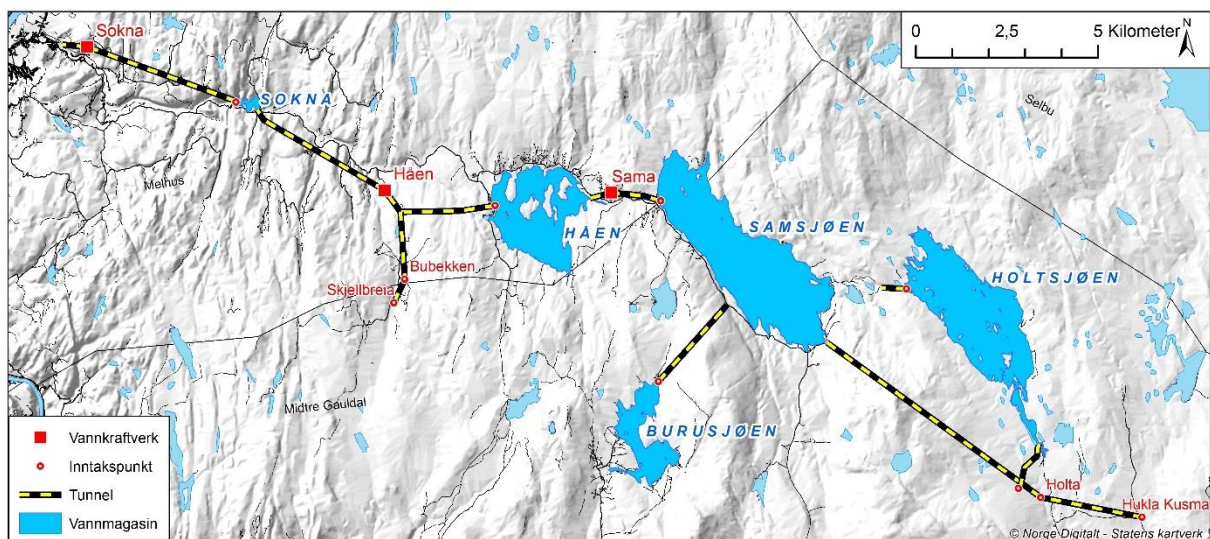 Sokna
0 2,5 5 Kilometer
N
SOKNA
Selbu
Melhus
Håen
Sama
HÅEN
SAMSJØEN
Bubekken
Skjellbreia
HOLTSJØEN
Midtre Gauldal
BURUSJØEN
Holta
Hukla Kusma
Vannkraftverk
Inntakspunkt
Tunnel
Vannmagasin
© Norge Digitalt - Statens kartverk